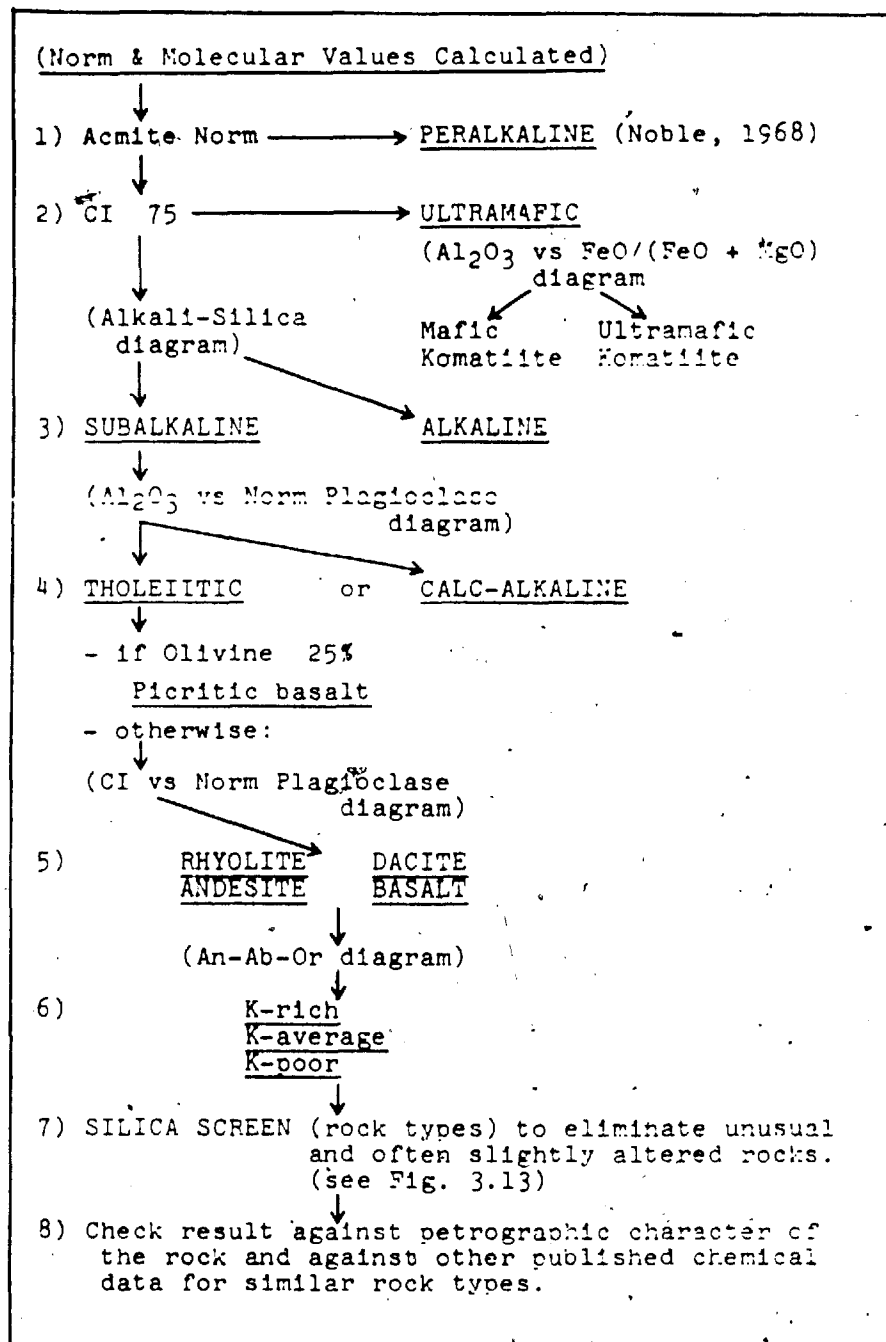 (Norm & Molecular Values Calculated)
1) Acmite Norm PERALKALINE (Noble, 1968)
2) CI 75 ULTRAMAFIC
(Al2O3 vs FeO/(FeO + MgO)
diagram
(Alkali-Silica
diagram)
Mafic Ultramafic
Komatiite Komatiite
3) SUBALKALINE ALKALINE
(Al2O3 vs Norm Plagioclase
diagram)
4) THOLEIITIC or CALC-ALKALINE
- if Olivine 25%
Picritic basalt
- otherwise:
(CI vs Norm Plagioclase
diagram)
5) RHYOLITE DACITE
ANDESITE BASALT
(An-Ab-Or diagram)
6) K-rich
K-average
K-poor
7) SILICA SCREEN (rock types) to eliminate unusual
and often slightly altered rocks.
(see Fig. 3.13)
8) Check result against petrographic character of
the rock and against other published chemical
data for similar rock types.